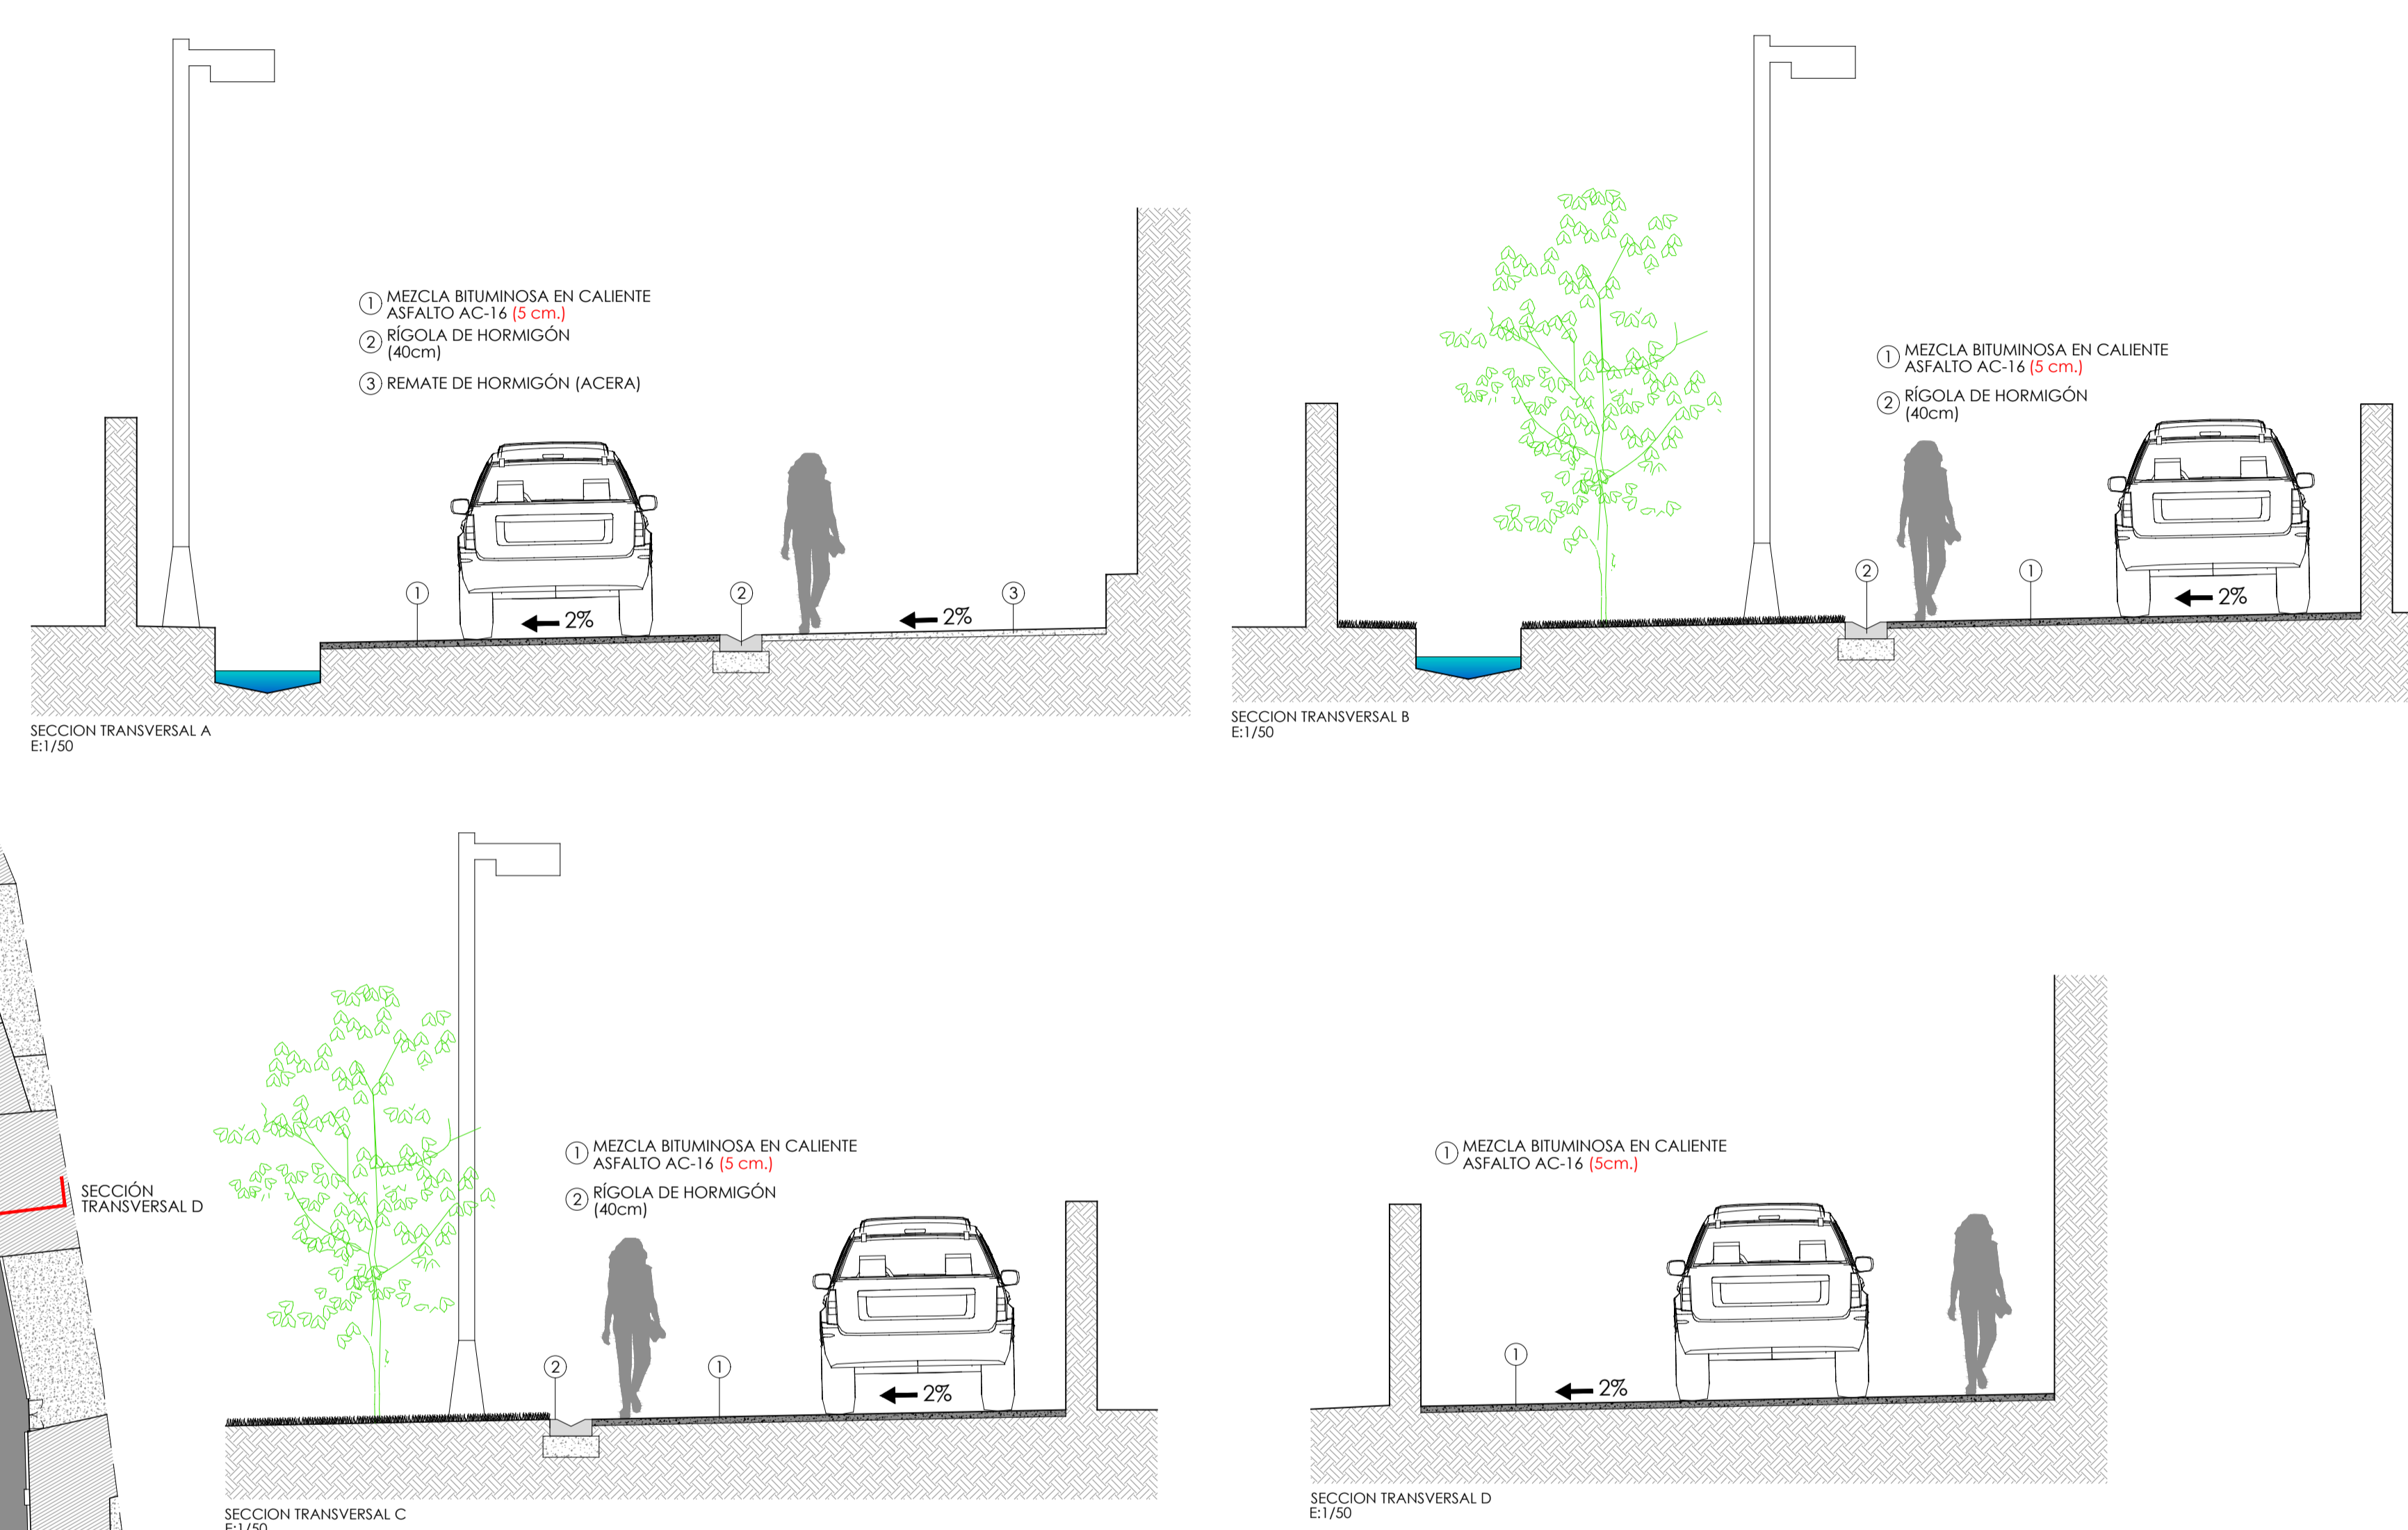 1 MEZCLA BITUMINOSA EN CALIENTE
ASFALTO AC-16 (5 cm.)
2 RÍGOLA DE HORMIGÓN
(40cm)
3 REMATE DE HORMIGÓN (ACERA)
1
2
3
2%
2%
SECCION TRANSVERSAL A
E:1/50
1 MEZCLA BITUMINOSA EN CALIENTE
ASFALTO AC-16 (5 cm.)
2 RÍGOLA DE HORMIGÓN
(40cm)
2
1
2%
SECCION TRANSVERSAL B
E:1/50
SECCIÓN
TRANSVERSAL D
1 MEZCLA BITUMINOSA EN CALIENTE
ASFALTO AC-16 (5 cm.)
2 RÍGOLA DE HORMIGÓN
(40cm)
2
1
2%
SECCION TRANSVERSAL C
E:1/50
1 MEZCLA BITUMINOSA EN CALIENTE
ASFALTO AC-16 (5cm.)
1
2%
SECCION TRANSVERSAL D
E:1/50